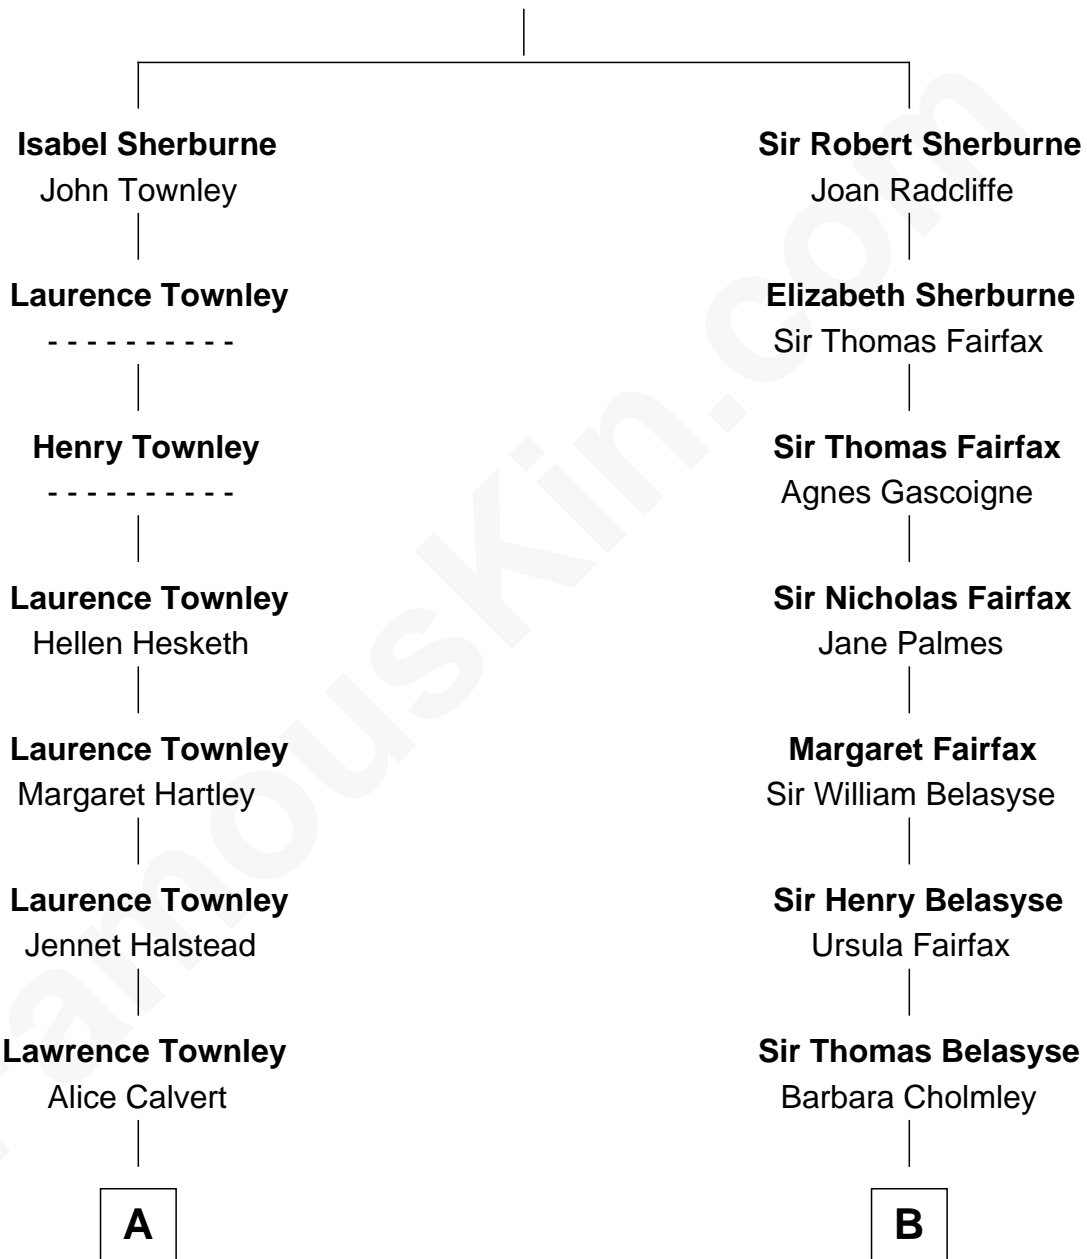 Isabel Sherburne
John Townley
Laurence Townley
- - - - - - - - - -
Henry Townley
- - - - - - - - - -
Laurence Townley
Hellen Hesketh
Laurence Townley
Margaret Hartley
Laurence Townley
Jennet Halstead
Lawrence Townley
Alice Calvert
A
Sir Robert Sherburne
Joan Radcliffe
Elizabeth Sherburne
Sir Thomas Fairfax
Sir Thomas Fairfax
Agnes Gascoigne
Sir Nicholas Fairfax
Jane Palmes
Margaret Fairfax
Sir William Belasyse
Sir Henry Belasyse
Ursula Fairfax
Sir Thomas Belasyse
Barbara Cholmley
B
FamousKin.com